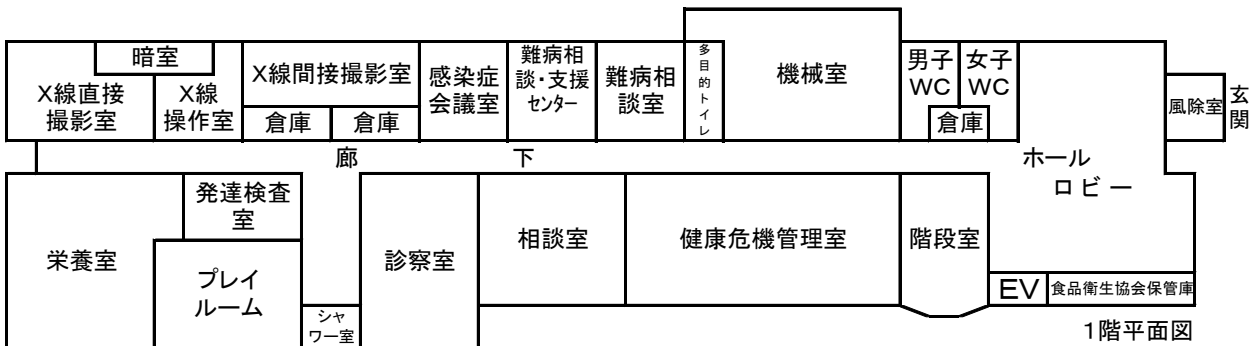 暗室
X線直接
撮影室
X線
操作室
X線間接撮影室
倉庫
倉庫
感染症
会議室
難病相
談・支援
センター
難病相
談室
多目的トイレ
機械室
男子
WC
女子
WC
倉庫
風除室
玄関
廊下
ホール
ロビー
栄養室
発達検査
室
プレイ
ルーム
シャ
ワー室
診察室
相談室
健康危機管理室
階段室
EV
食品衛生協会保管庫
1階平面図